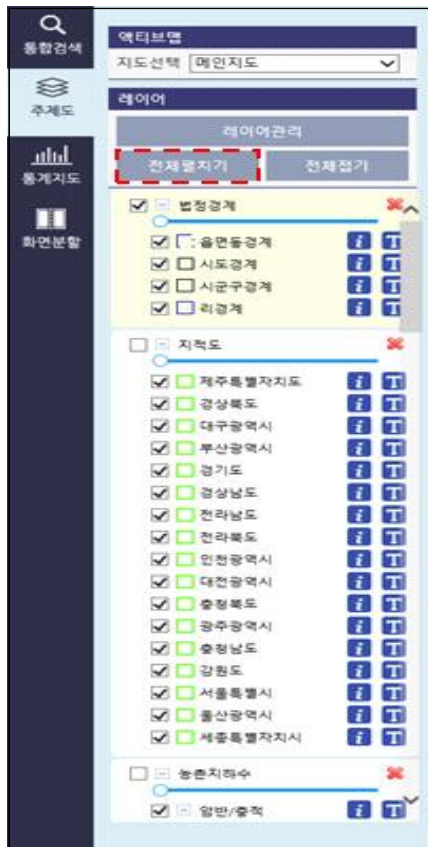 통합검색
주제도
통계지도
화면분할
액티브맵
지도선택 메인지도
레이어
레이어관리
전체펼치기 전체접기
법정경계
읍면동경계
시도경계
시군구경계
리경계
지적도
제주특별자치도
경상북도
대구광역시
부산광역시
경기도
경상남도
전라남도
전라북도
인천광역시
대전광역시
충청북도
광주광역시
충청남도
강원도
서울특별시
울산광역시
세종특별자치시
농촌지하수
암반/충적